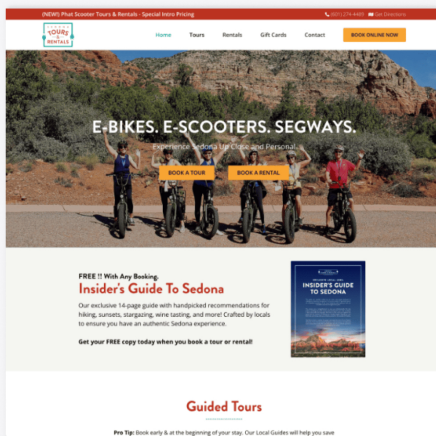 (NEW!) Phat Scooter Tours & Rentals - Special Intro Pricing
Get Directions
SEDONA
TOURS
&
RENTALS
Home Tours Rentals Gift Cards Contact BOOK ONLINE NOW
E-BIKES. E-SCOOTERS. SEGWAYS.
Experience Sedona Up Close and Personal.
BOOK A TOUR BOOK A RENTAL
FREE !! With Any Booking.
Insider's Guide To Sedona
Our exclusive 14-page guide with handpicked recommendations for
hiking, sunsets, stargazing, wine tasting, and more! Crafted by locals
to ensure you have an authentic Sedona experience.
Get your FREE copy today when you book a tour or rental!
INSIDER'S GUIDE
TO SEDONA
Guided Tours
Pro Tip: Book early & at the beginning of your stay. Our Local Guides will help you save